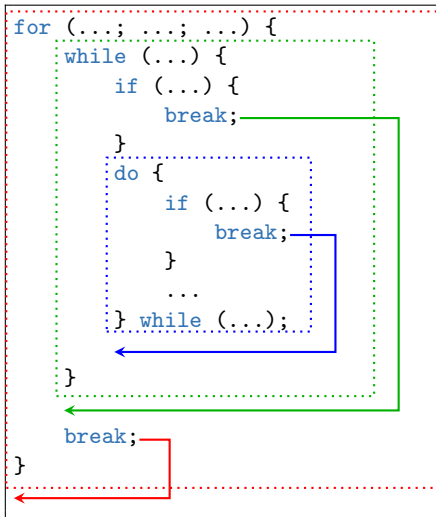 for (...; ...; ...) {
    while (...) {
        if (...) {
            break;
        }
        do {
            if (...) {
                break;
            }
            ...
        } while (...);
    }
    break;
}